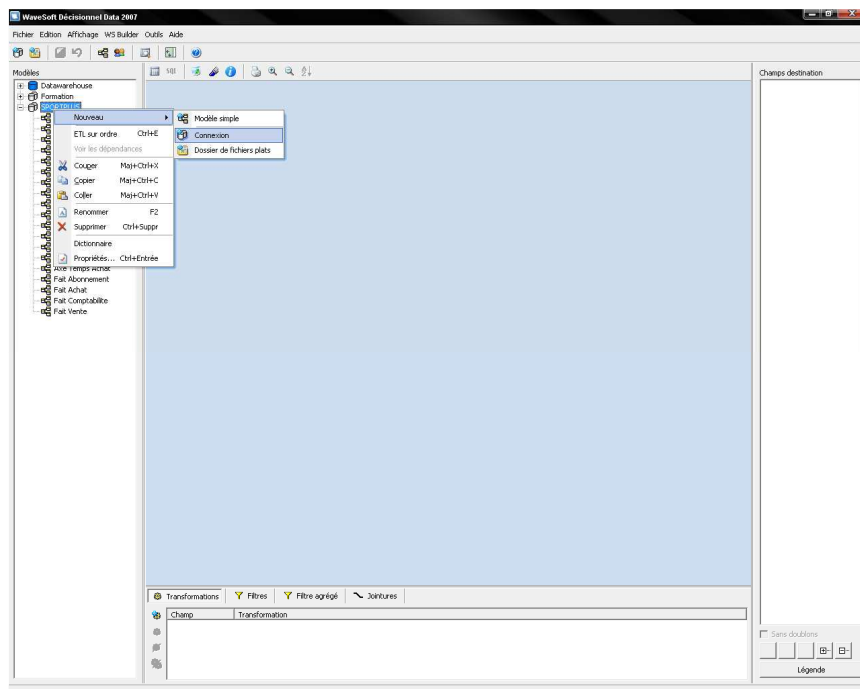 WaveSoft Décisionnel Data 2007
Fichier Edition Affichage WS Builder Outils Aide
Modèles
Datawarehouse
Formation
SPORTPLUS
Nouveau
Modèle simple
Connexion
Dossier de fichiers plats
ETL sur ordre Ctrl+E
Voir les dépendances
Couper Maj+Ctrl+X
Copier Maj+Ctrl+C
Coller Maj+Ctrl+V
Renommer F2
Supprimer Ctrl+Suppr
Dictionnaire
Propriétés... Ctrl+Entrée
Axe Temps Achat
Fait Abonnement
Fait Achat
Fait Comptabilite
Fait Vente
SQL
Champs destination
Transformations Filtres Filtre agrégé Jointures
Champ Transformation
Sans doublons
Légende